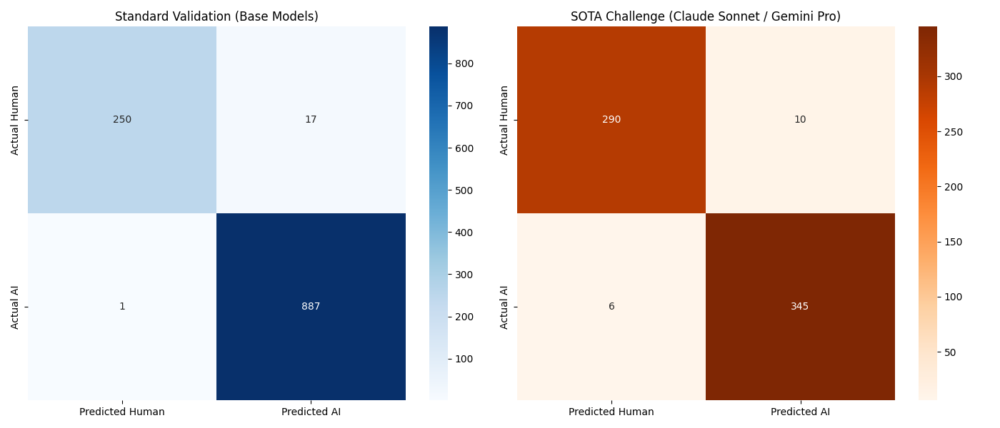 Standard Validation (Base Models)
Actual Human
Actual AI
250
17
1
887
Predicted Human
Predicted AI
800
700
600
500
400
300
200
100
SOTA Challenge (Claude Sonnet / Gemini Pro)
Actual Human
Actual AI
290
10
6
345
Predicted Human
Predicted AI
300
250
200
150
100
50